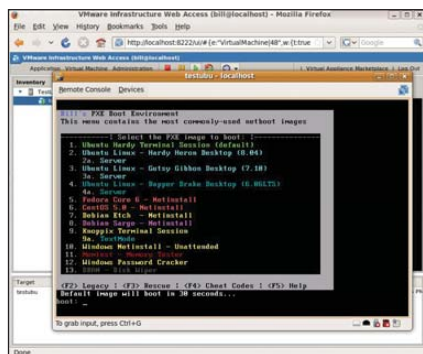 VMware Infrastructure Web Access (bill@localhost) - Mozilla Firefox
File Edit View History Bookmarks Tools Help
http://localhost:8222/ui/#{e:"VirtualMachine|48",w:{t:true
VMware Infrastructure Web Access (bill@localhost)
Application Virtual Machine Administration Virtual Appliance Marketplace Log Out
Inventory
testubu - localhost
Remote Console Devices
Bill's PXE Boot Environment
This menu contains the most commonly-used netboot images
Select the PXE image to boot:
1. Ubuntu Hardy Terminal Session (default)
2. Ubuntu Linux - Hardy Heron Desktop (8.04)
2a. Server
3. Ubuntu Linux - Gutsy Gibbon Desktop (7.10)
3a. Server
4. Ubuntu Linux - Dapper Drake Desktop (6.06LTS)
4a. Server
5. Fedora Core 6 - Netinstall
6. CentOS 5.0 - Netinstall
7. Debian Etch - Netinstall
8. Debian Sarge - Netinstall
9. Knoppix Terminal Session
9a. TextMode
10. Windows Netinstall - Unattended
11. Memtest - Memory Tester
12. Windows Password Cracker
13. DBAN - Disk Wiper
(F2) Legacy | (F3) Rescue | (F4) Cheat Codes | (F5) Help
Default image will boot in 30 seconds...
boot: _
Target
testubu
To grab input, press Ctrl+G
Done